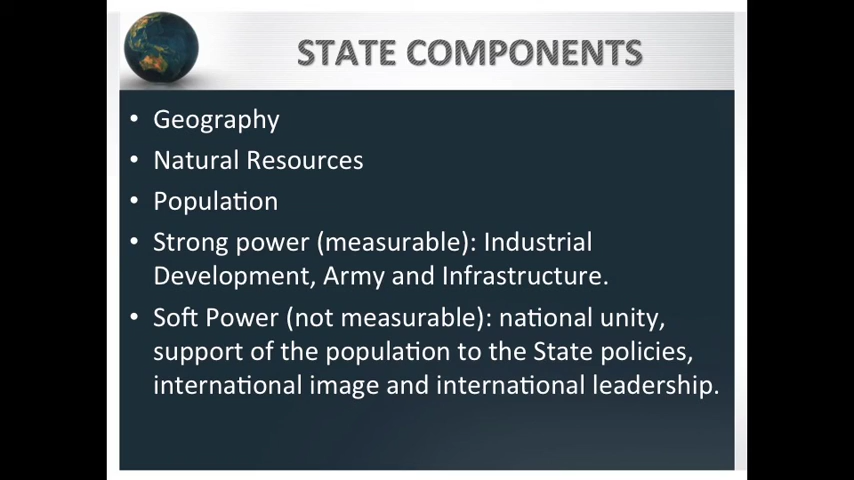 STATE COMPONENTS
• Geography
• Natural Resources
• Population
• Strong power (measurable): Industrial
Development, Army and Infrastructure.
• Soft Power (not measurable): national unity,
support of the population to the State policies,
international image and international leadership.